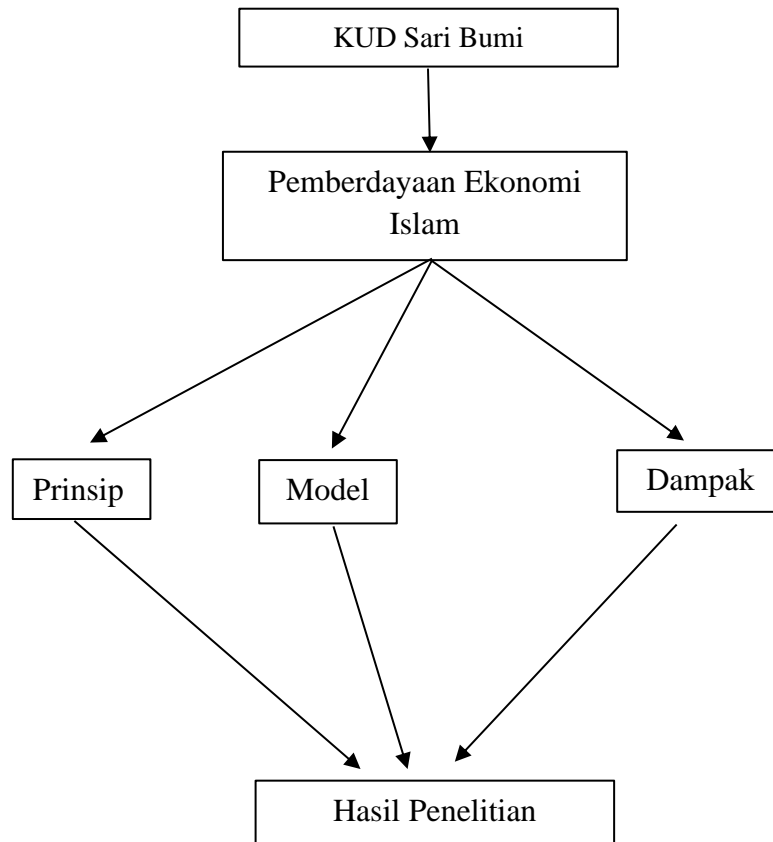 KUD Sari Bumi
Pemberdayaan Ekonomi
Islam
Prinsip
Model
Dampak
Hasil Penelitian